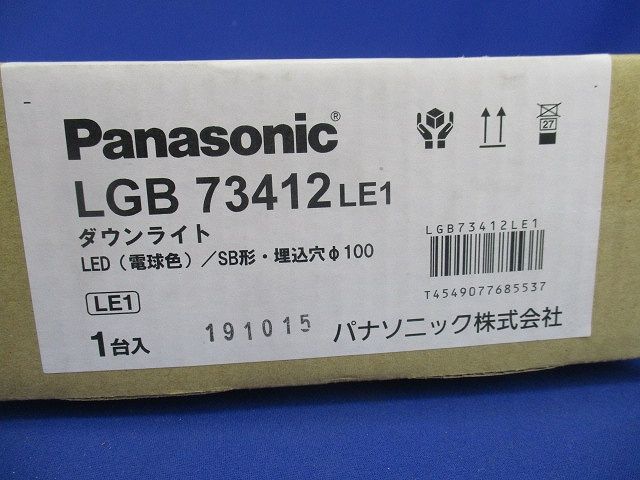 Panasonic®
LGB 73412 LE1
ダウンライト
LED（電球色）／SB形・埋込穴φ100
LE1
1台入
191015
パナソニック株式会社
27
LGB73412LE1
T4549077685537